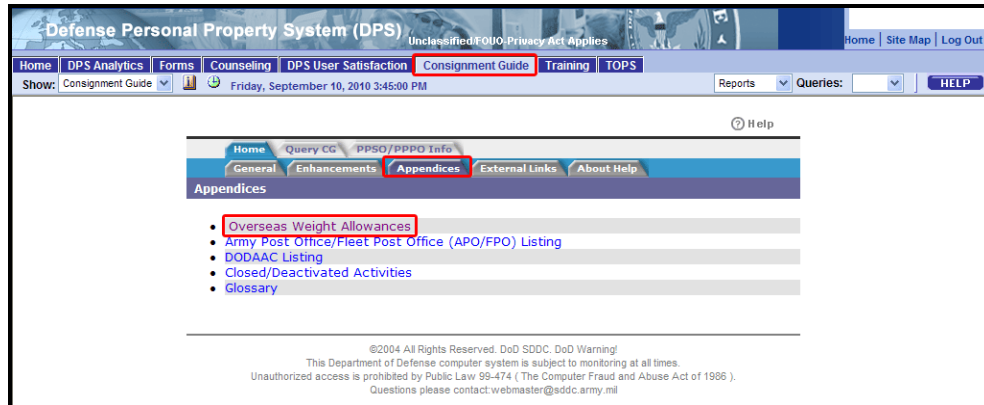 Defense Personal Property System (DPS) Unclassified/FOUO-Privacy Act Applies
Home | Site Map | Log Out
Home DPS Analytics Forms Counseling DPS User Satisfaction Consignment Guide Training TOPS
Show: Consignment Guide Friday, September 10, 2010 3:45:00 PM Reports Queries: HELP
? Help
Home Query CG PPSO/PPPO Info
General Enhancements Appendices External Links About Help
Appendices
• Overseas Weight Allowances
• Army Post Office/Fleet Post Office (APO/FPO) Listing
• DODAAC Listing
• Closed/Deactivated Activities
• Glossary
©2004 All Rights Reserved. DoD SDDC. DoD Warning!
This Department of Defense computer system is subject to monitoring at all times.
Unauthorized access is prohibited by Public Law 99-474 ( The Computer Fraud and Abuse Act of 1986 ).
Questions please contact:webmaster@sddc.army.mil